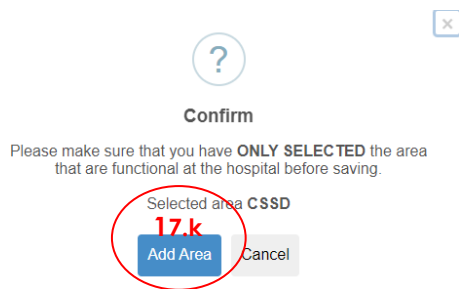 ×
?
Confirm
Please make sure that you have ONLY SELECTED the area
that are functional at the hospital before saving.
Selected area CSSD
17.k
Add Area Cancel